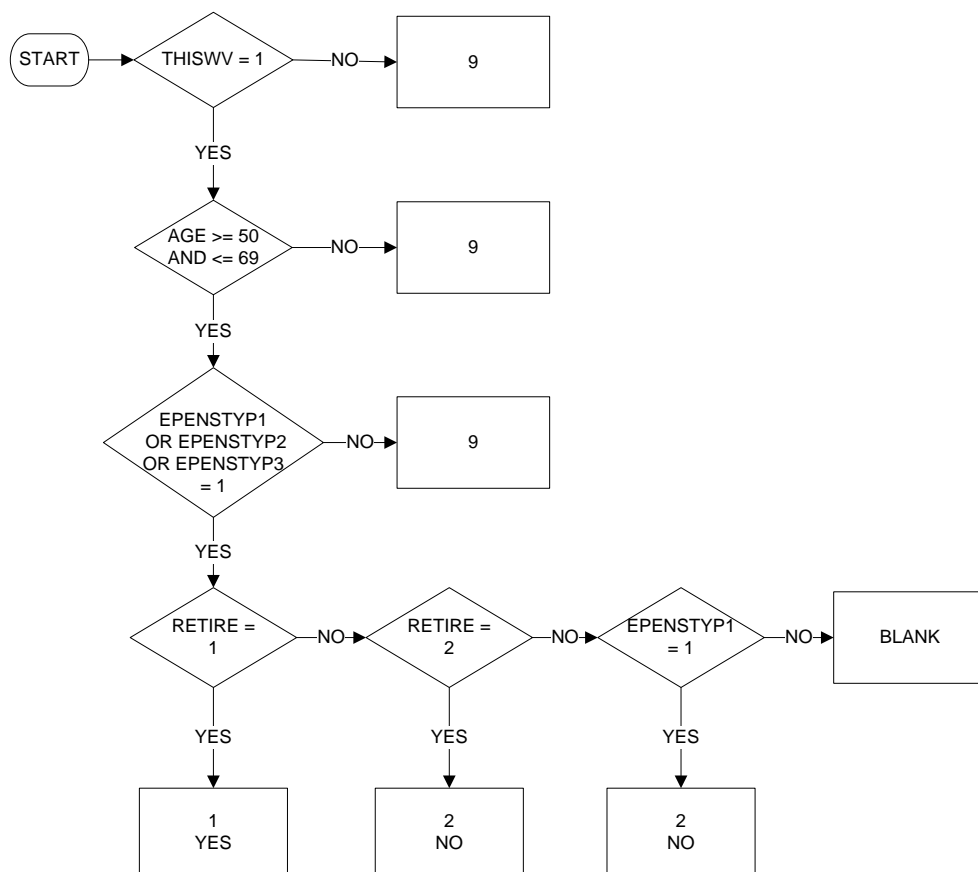 START
THISWV = 1
NO
9
YES
AGE >= 50
AND <= 69
NO
9
YES
EPENSTYP1
OR EPENSTYP2
OR EPENSTYP3
= 1
NO
9
YES
RETIRE =
1
NO
RETIRE =
2
NO
EPENSTYP1
= 1
NO
BLANK
YES
YES
YES
1
YES
2
NO
2
NO